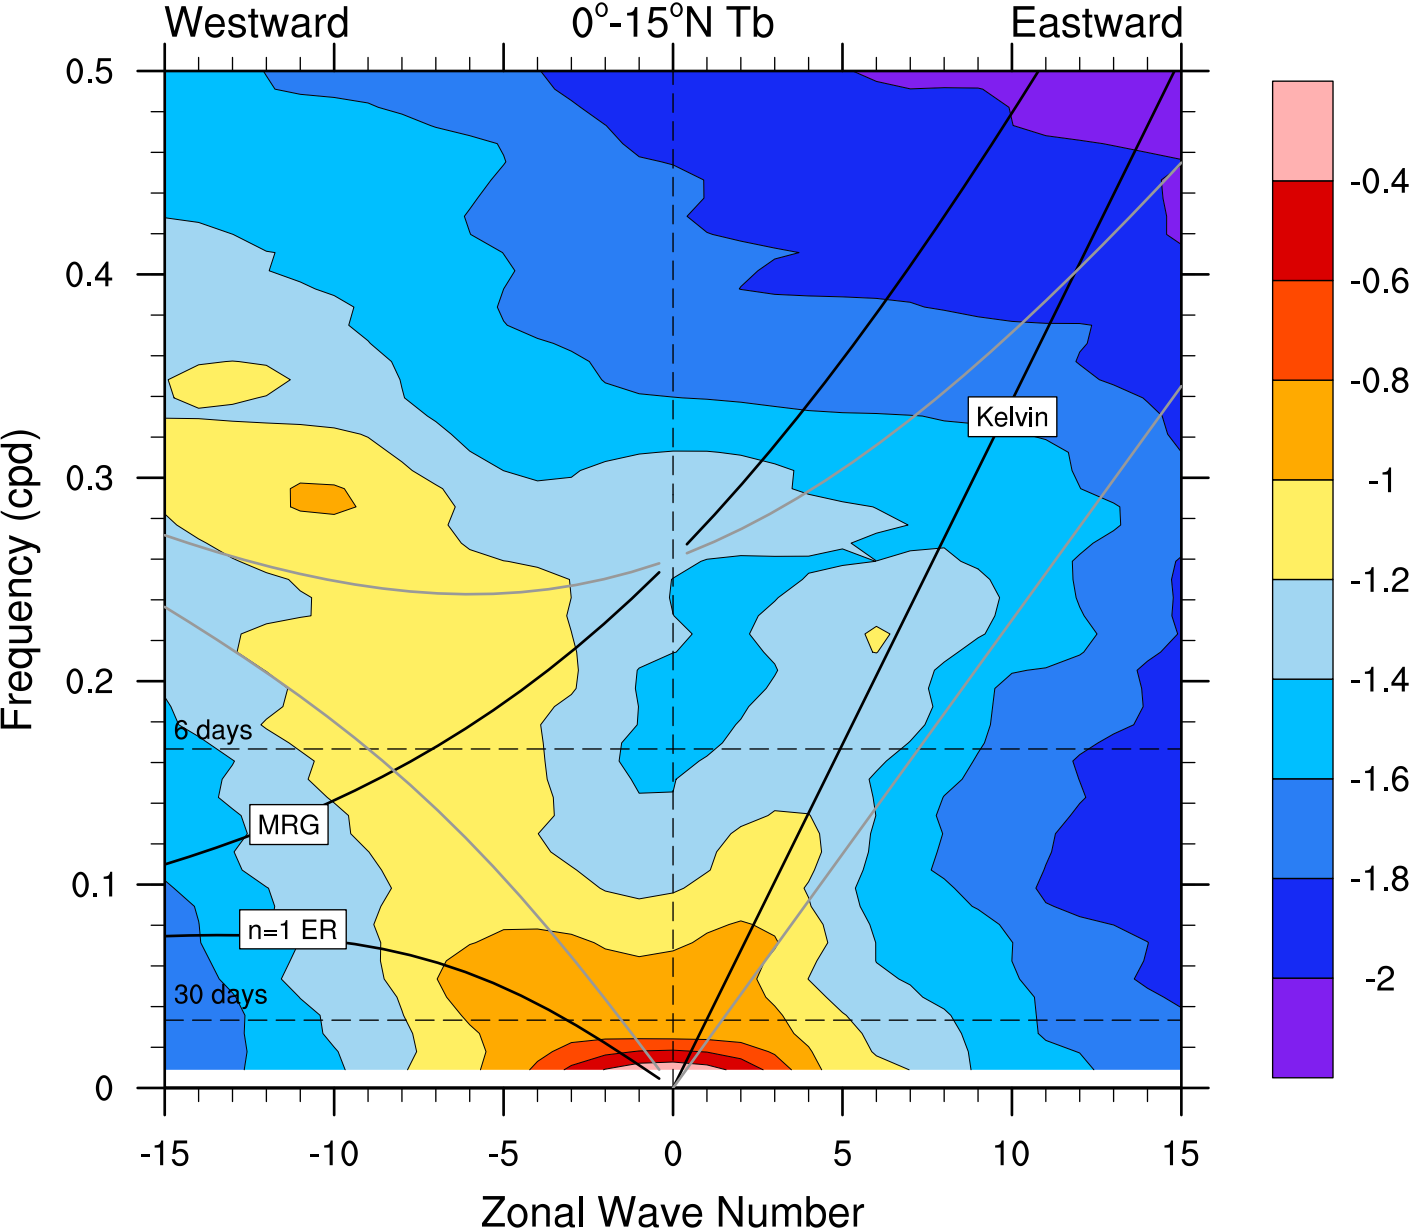 Westward 0°-15°N Tb Eastward
0.5
0.4
0.3
0.2
0.1
0
Frequency (cpd)
Kelvin
6 days
MRG
n=1 ER
30 days
-15 -10 -5 0 5 10 15
Zonal Wave Number
-0.4
-0.6
-0.8
-1
-1.2
-1.4
-1.6
-1.8
-2